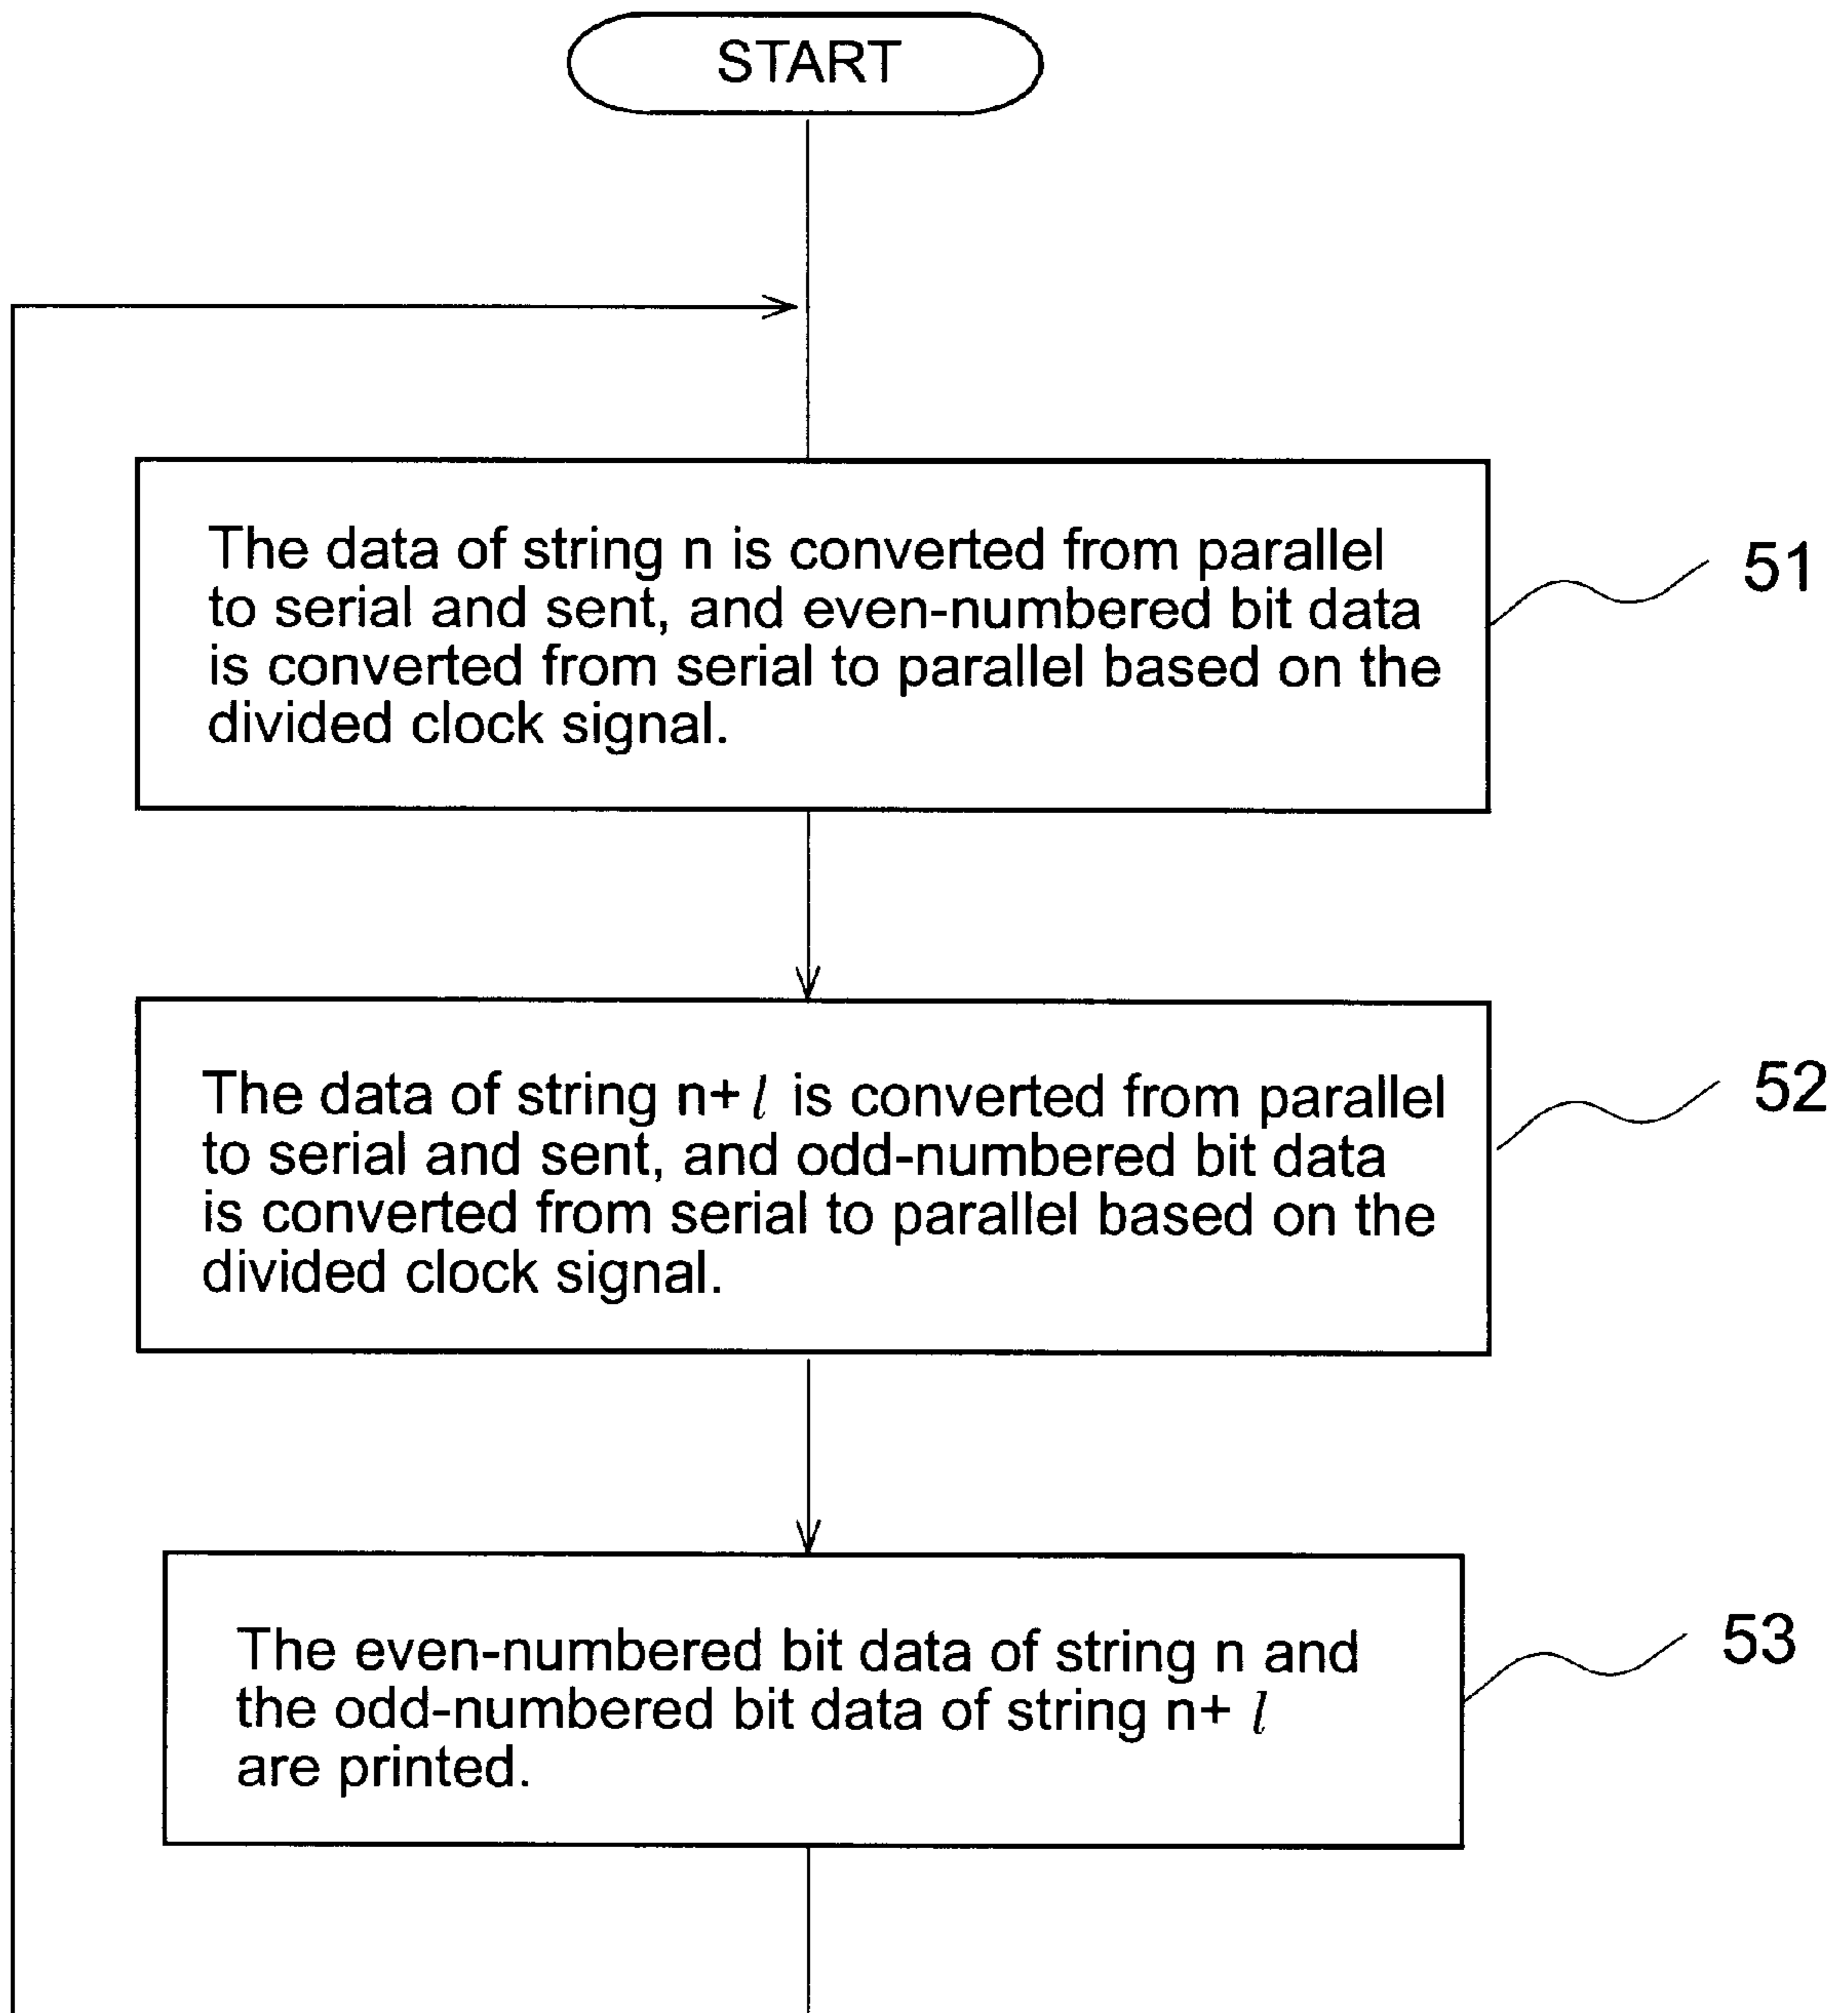 START
The data of string n is converted from parallel
to serial and sent, and even-numbered bit data
is converted from serial to parallel based on the
divided clock signal.
51
The data of string n+ l is converted from parallel
to serial and sent, and odd-numbered bit data
is converted from serial to parallel based on the
divided clock signal.
52
The even-numbered bit data of string n and
the odd-numbered bit data of string n+ l
are printed.
53